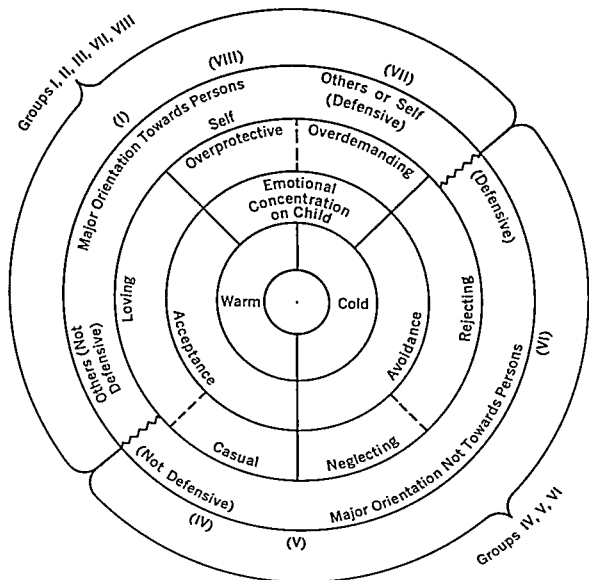 Groups I, II, III, VII, VIII
(VIII)
(VII)
(I)
Major Orientation Towards Persons
Others or Self
(Defensive)
Self
Overprotective
Overdemanding
(Defensive)
Emotional
Concentration
on Child
Loving
Acceptance
Warm
Cold
Avoidance
Rejecting
(VI)
Others (Not
Defensive)
Casual
Neglecting
(Not Defensive)
Major Orientation Not Towards Persons
(IV)
(V)
Groups IV, V, VI